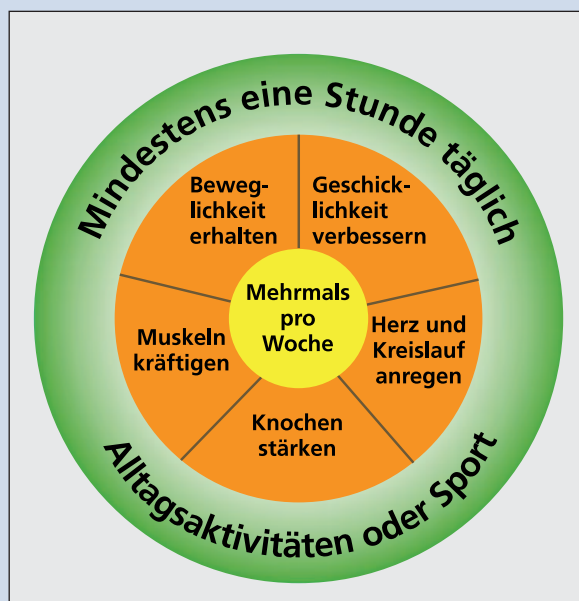 Mindestens eine Stunde täglich
Beweg-
lichkeit
erhalten
Geschick-
lichkeit
verbessern
Mehrmals
pro
Woche
Muskeln
kräftigen
Herz und
Kreislauf
anregen
Knochen
stärken
Alltagsaktivitäten oder Sport